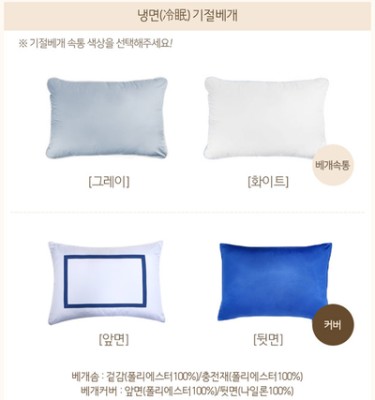 냉면(冷眠) 기절베개
※ 기절베개 속통 색상을 선택해주세요!
베개속통
[그레이] [화이트]
커버
[앞면] [뒷면]
베개솜 : 겉감(폴리에스터100%)/충전재(폴리에스터100%)
베개커버 : 앞면(폴리에스터100%)/뒷면(나일론100%)